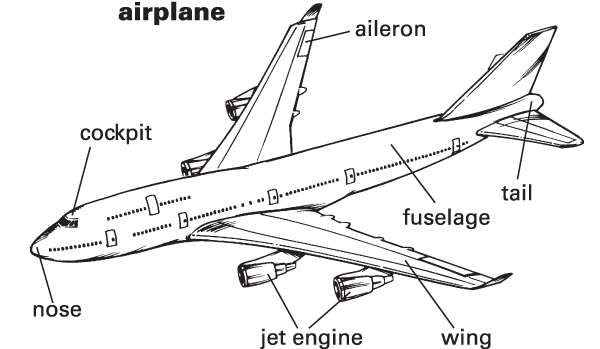 airplane
aileron
cockpit
tail
fuselage
nose
jet engine
wing